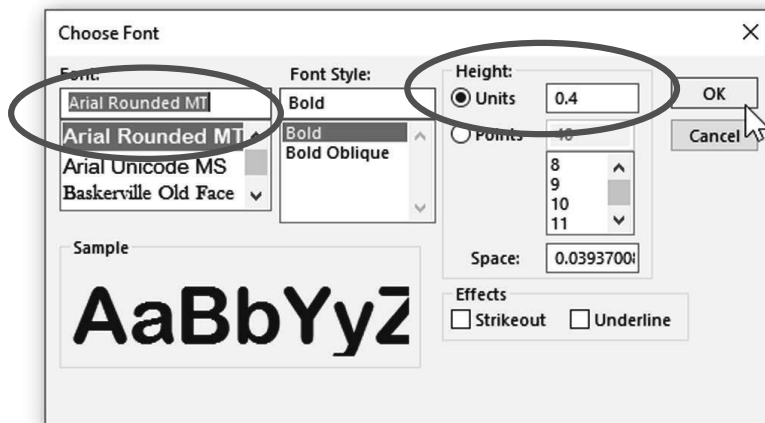 Choose Font
Font:
Font Style:
Height:
Arial Rounded MT
Bold
Units
0.4
OK
Arial Rounded MT
Arial Unicode MS
Baskerville Old Face
Bold
Bold Oblique
Points
8
9
10
11
Cancel
Space:
0.0393700
Sample
AaBbYyZ
Effects
Strikeout
Underline